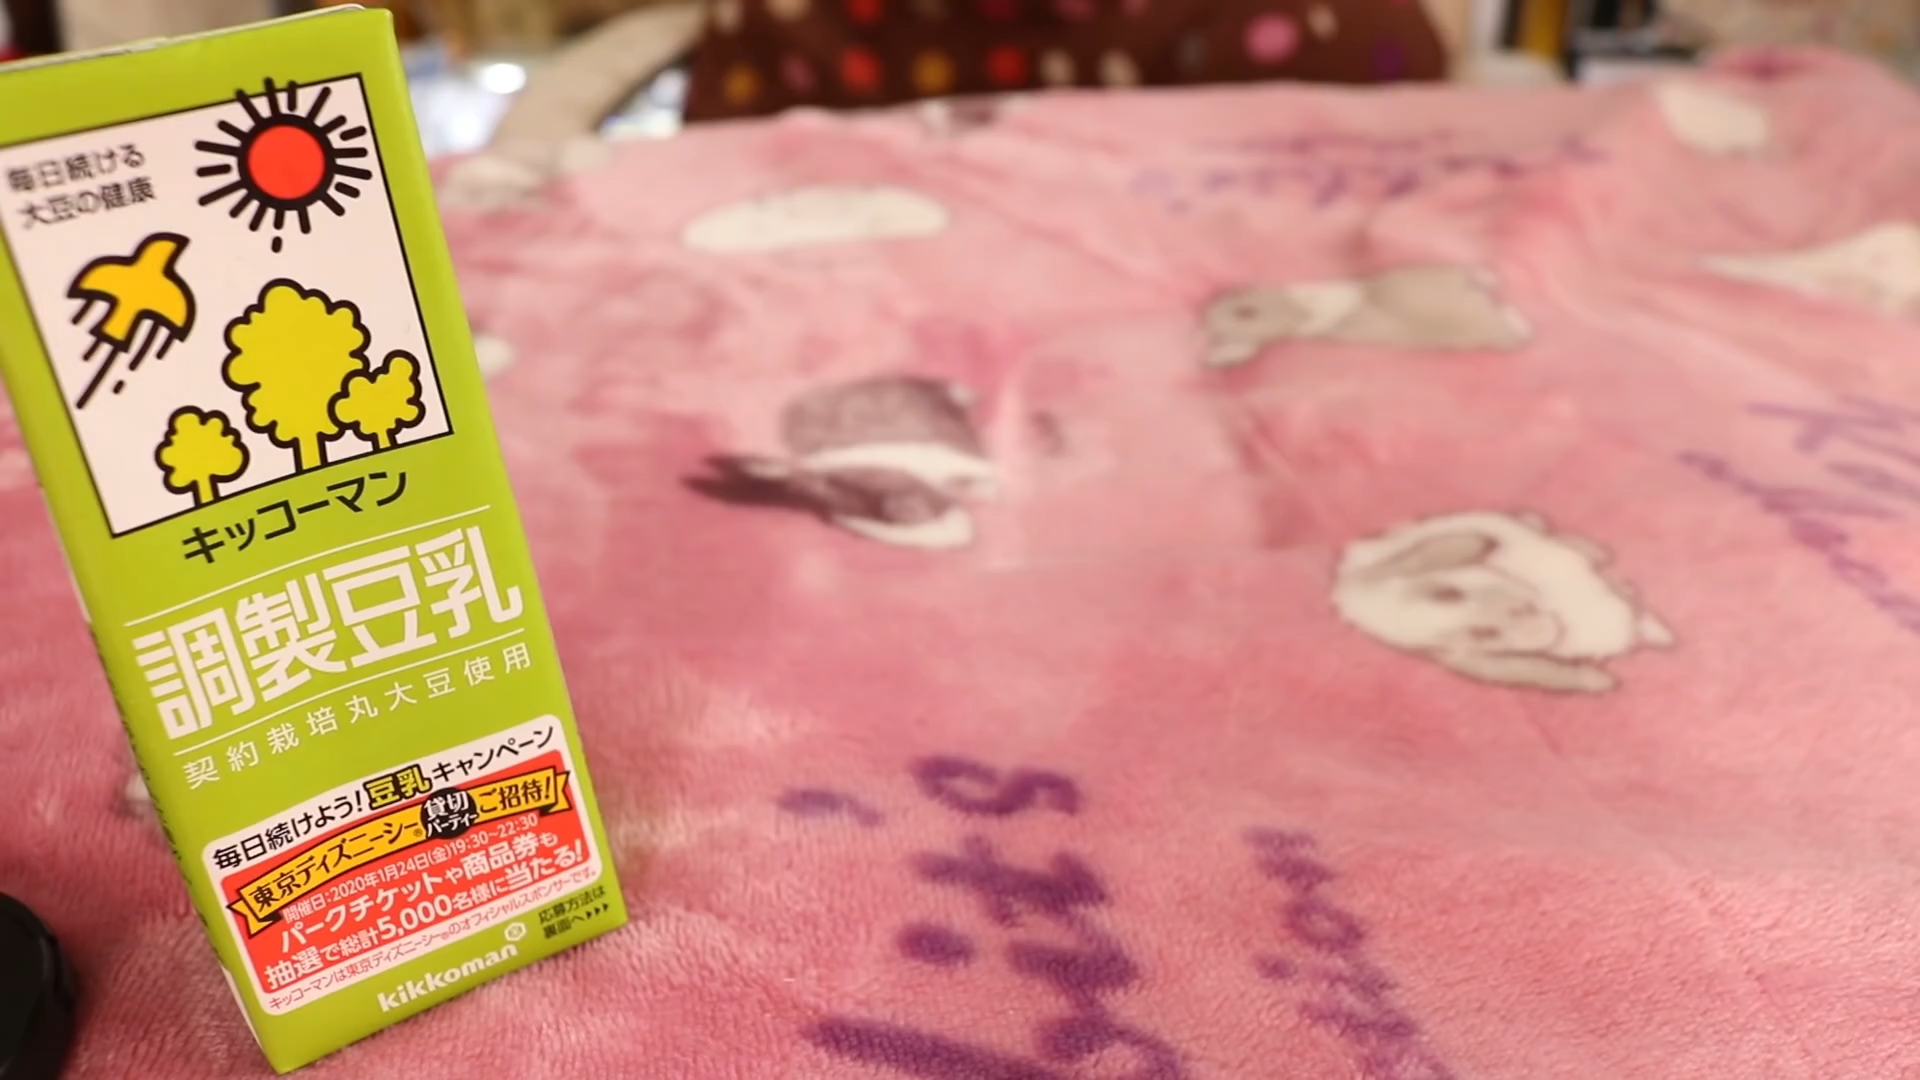 毎日続ける
大豆の健康
キッコーマン
調製豆乳
契約栽培丸大豆使用
毎日続けよう!豆乳キャンペーン
東京ディズニーシー®貸切パーティーご招待!
開催日:2020年1月24日(金)19:30~22:30
パークチケットや商品券も
抽選で総計5,000名様に当たる!
キッコーマンは東京ディズニーシー®のオフィシャルスポンサーです。
応募方法は
裏面へ▶▶▶
kikkoman